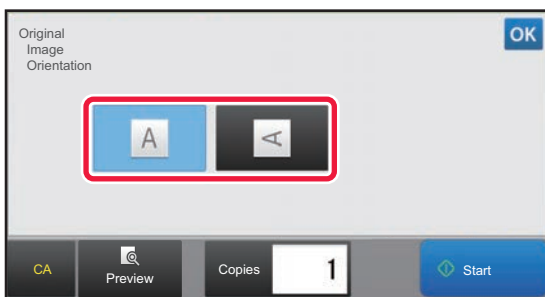 Original
Image
Orientation
OK
A
A
CA
Preview
Copies
1
Start